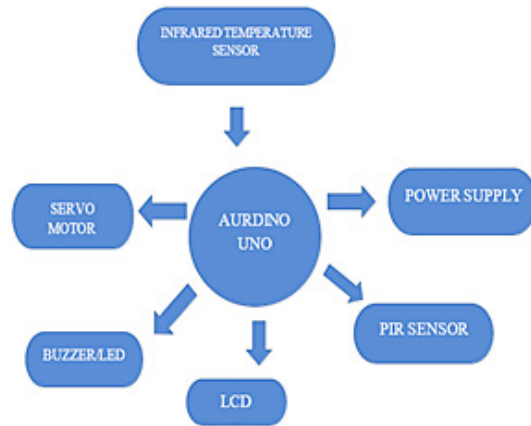 INFRARED TEMPERATURE
SENSOR
SERVO
MOTOR
AURDINO
UNO
POWER SUPPLY
BUZZER/LED
LCD
PIR SENSOR